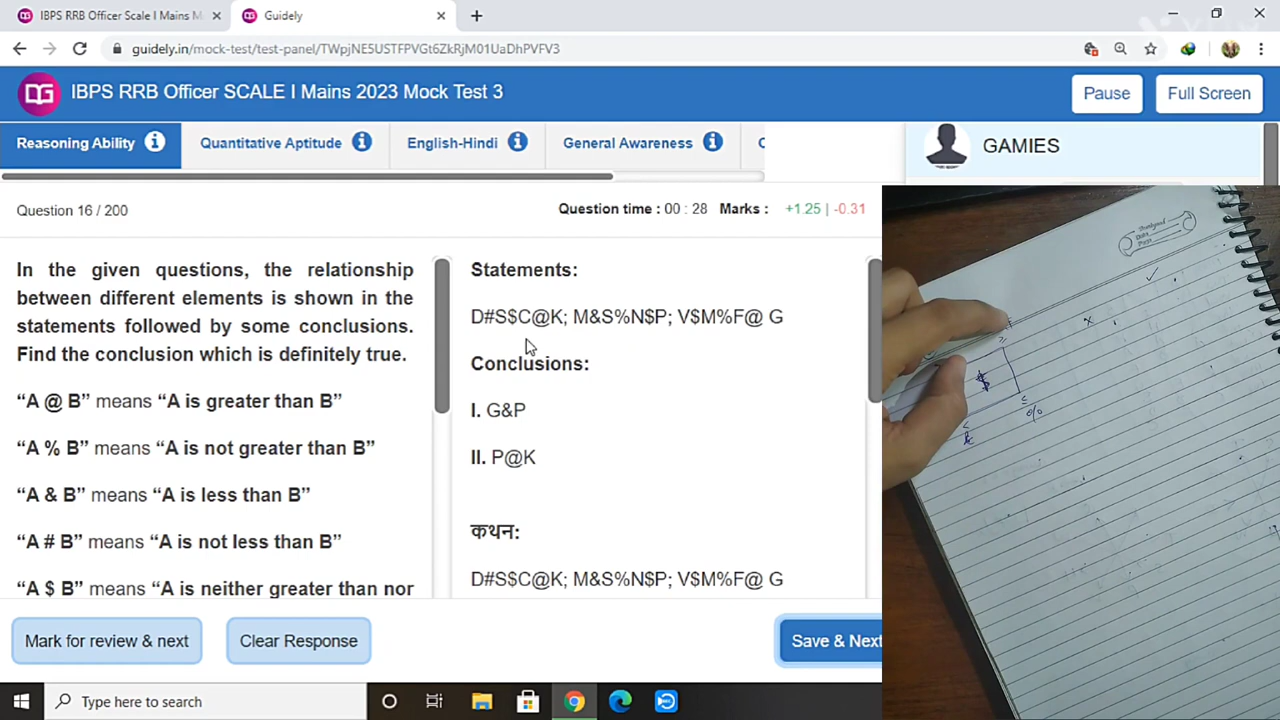 IBPS RRB Officer Scale I Mains M
Guidely
guidely.in/mock-test/test-panel/TWpjNE5USTFPVGt6ZkRjM01UaDhPVFV3
IBPS RRB Officer SCALE I Mains 2023 Mock Test 3
Pause
Full Screen
Reasoning Ability
Quantitative Aptitude
English-Hindi
General Awareness
GAMIES
Question 16 / 200
Question time : 00 : 28 Marks : +1.25 | -0.31
In the given questions, the relationship
between different elements is shown in the
statements followed by some conclusions.
Find the conclusion which is definitely true.
“A @ B” means “A is greater than B”
“A % B” means “A is not greater than B”
“A & B” means “A is less than B”
“A # B” means “A is not less than B”
“A $ B” means “A is neither greater than nor
Statements:
D#S$C@K; M&S%N$P; V$M%F@ G
Conclusions:
I. G&P
II. P@K
कथन:
D#S$C@K; M&S%N$P; V$M%F@ G
Mark for review & next
Clear Response
Save & Next
≥
$
≤
%
<
&
Type here to search